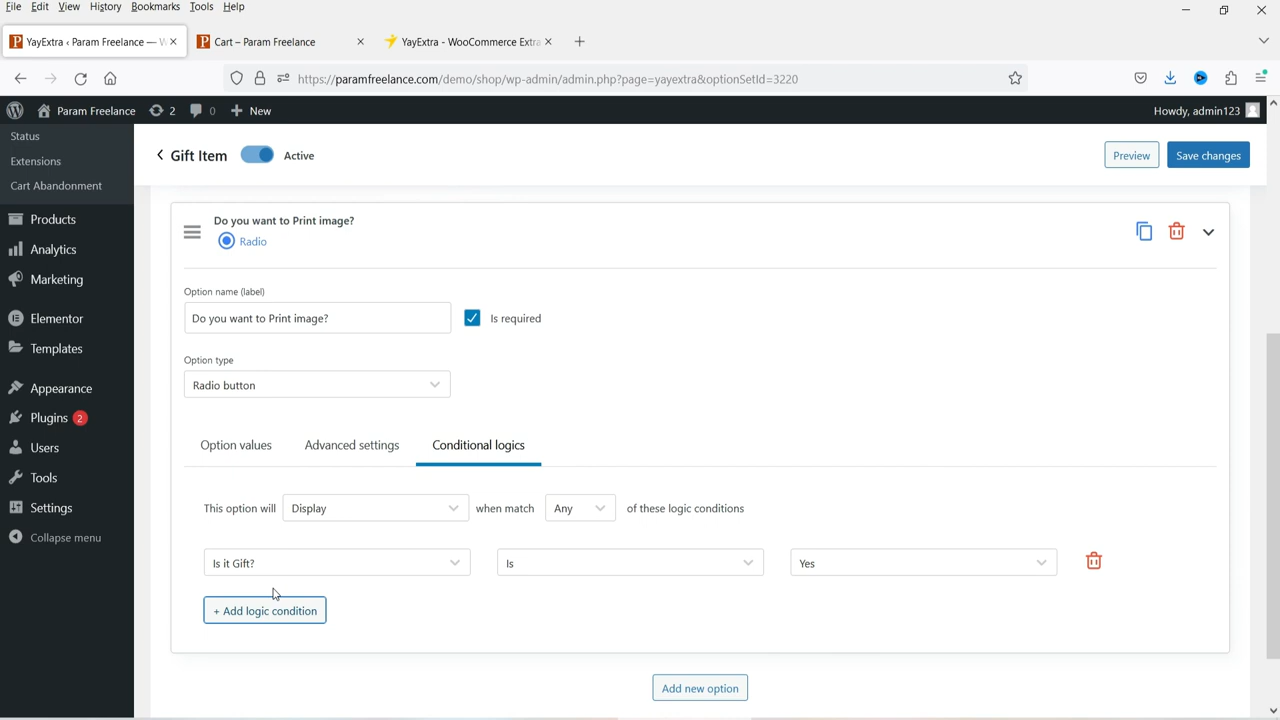 File Edit View History Bookmarks Tools Help
YayExtra ‹ Param Freelance — W
Cart – Param Freelance
YayExtra - WooCommerce Extra
https://paramfreelance.com/demo/shop/wp-admin/admin.php?page=yayextra&optionSetId=3220
Param Freelance 2 0 New
Howdy, admin123
Status
Extensions
Cart Abandonment
Products
Analytics
Marketing
Elementor
Templates
Appearance
Plugins 2
Users
Tools
Settings
Collapse menu
Gift Item Active
Preview Save changes
Do you want to Print image?
Radio
Option name (label)
Do you want to Print image? Is required
Option type
Radio button
Option values Advanced settings Conditional logics
This option will Display when match Any of these logic conditions
Is it Gift? Is Yes
+ Add logic condition
Add new option